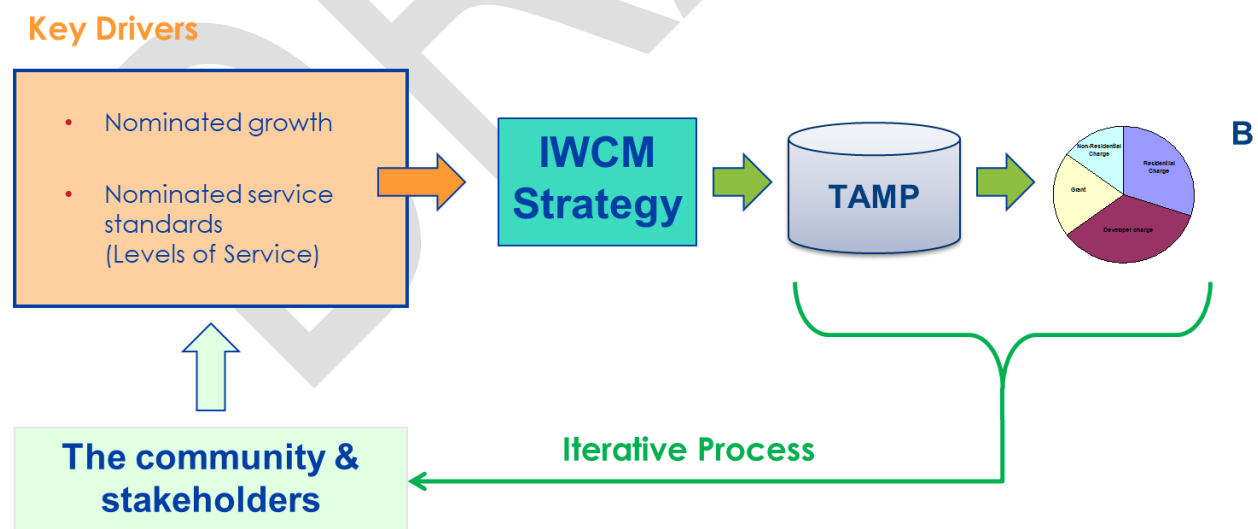 Key Drivers
• Nominated growth
• Nominated service
standards
(Levels of Service)
IWCM
Strategy
TAMP
Non-Residential
Charge
Residential
Charge
Grant
Developer charge
B
The community &
stakeholders
Iterative Process